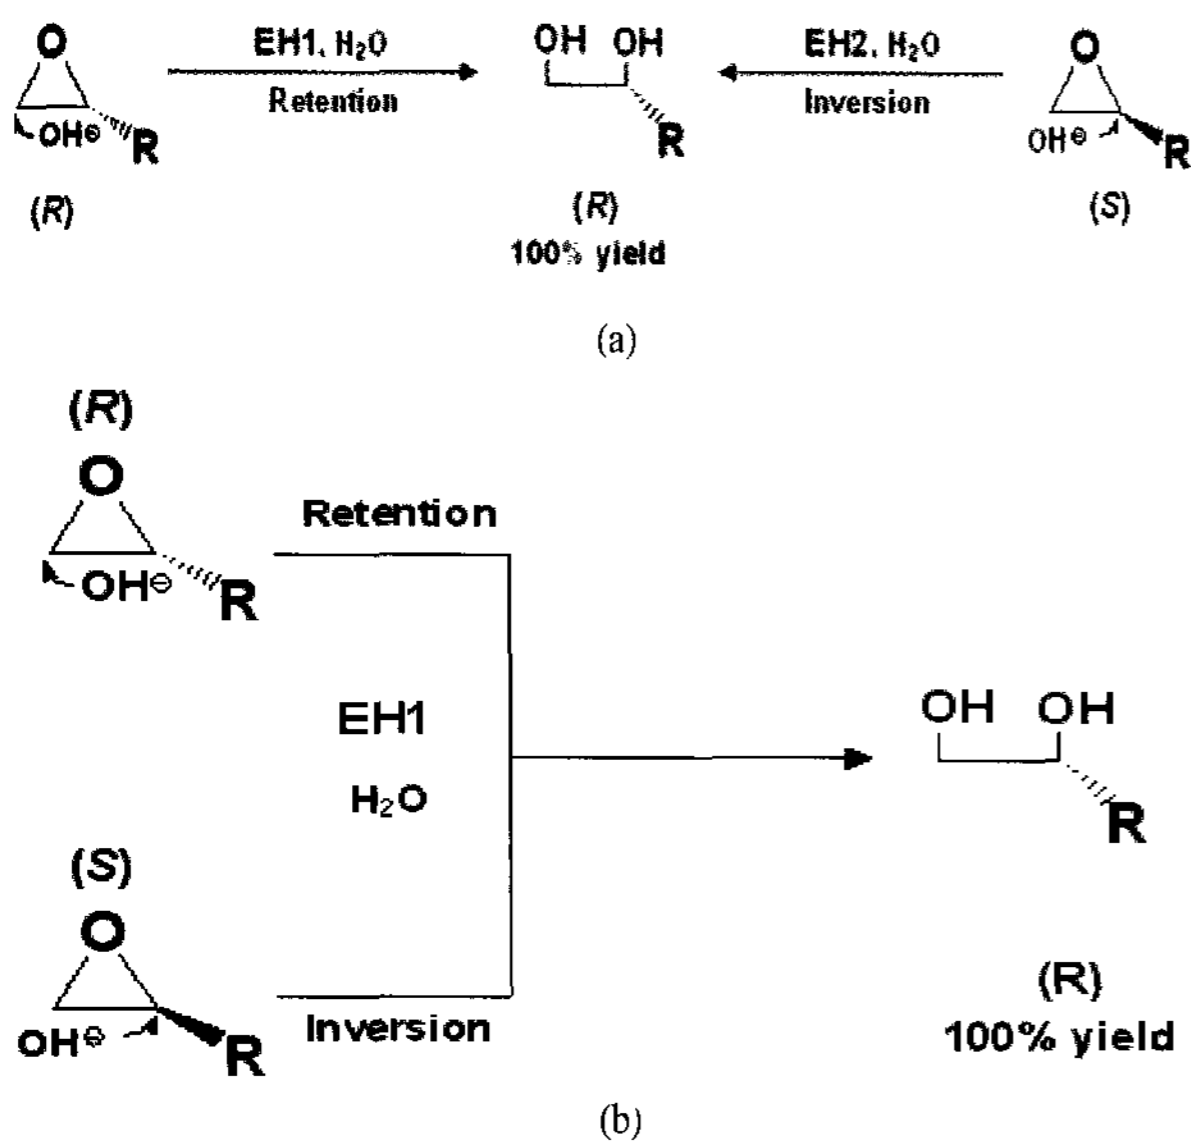 O
EH1, H₂O
OH OH
EH2, H₂O
O
Retention
Inversion
OH⊖
R
R
OH⊖
R
(R)
(R)
(S)
100% yield
(a)
(R)
O
Retention
OH⊖
R
EH1
H₂O
OH OH
R
(S)
O
OH⊖
R
Inversion
(R)
100% yield
(b)